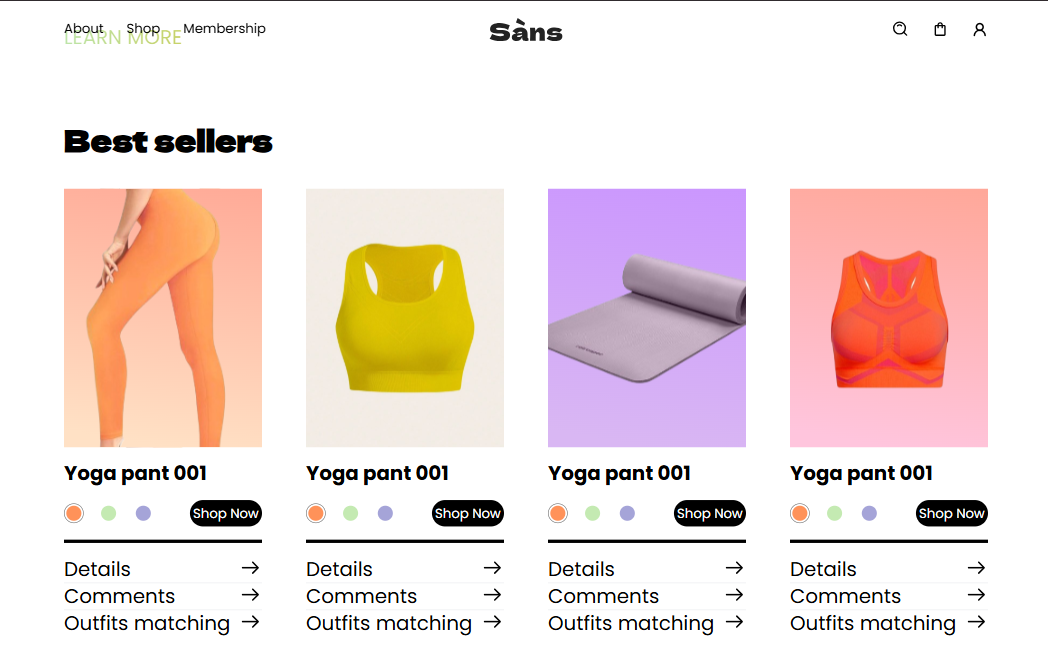 About Shop Membership
Sàns
LEARN MORE
Best sellers
Yoga pant 001
Shop Now
Details
Comments
Outfits matching
Yoga pant 001
Shop Now
Details
Comments
Outfits matching
Yoga pant 001
Shop Now
Details
Comments
Outfits matching
Yoga pant 001
Shop Now
Details
Comments
Outfits matching